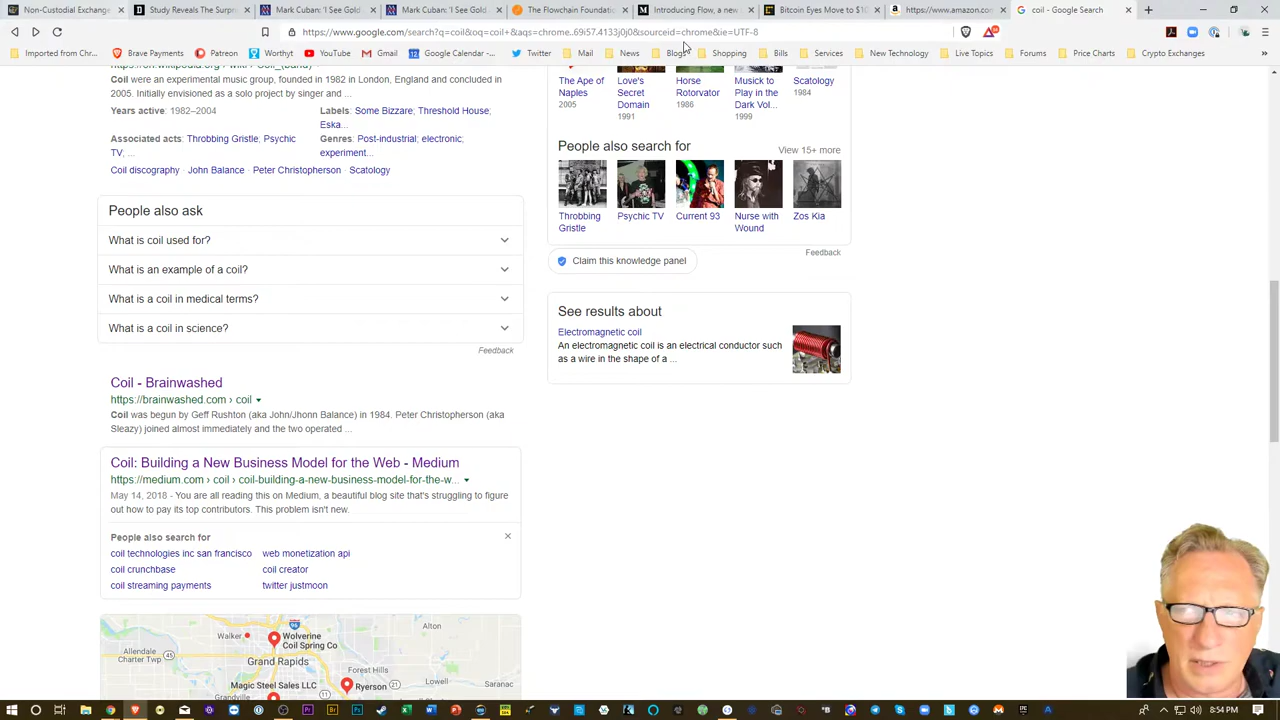 Non-Custodial Exchange
Study Reveals The Surpris
Mark Cuban: 'I See Gold
Mark Cuban: 'I See Gold.
The Flowchain Foundatio
Introducing Flow, a new
Bitcoin Eyes Move to $10
https://www.amazon.com
coil - Google Search
https://www.google.com/search?q=coil&oq=coil+&aqs=chrome..69i57.4133j0j0&sourceid=chrome&ie=UTF-8
Imported from Chr...
Brave Payments
Patreon
YouTube
Gmail
Google Calendar - ...
Twitter
Mail
News
Blogs
Shopping
Bills
Services
New Technology
Live Topics
Forums
Price Charts
Crypto Exchanges
Coil were an experimental music group, founded in 1982 in London, England and concluded in
2005. Initially envisioned as a solo project by singer and ...
Years active: 1982–2004
Labels: Some Bizzare; Threshold House;
Eska...
Associated acts: Throbbing Gristle; Psychic
TV; ...
Genres: Post-industrial; electronic;
experiment...
Coil discography · John Balance · Peter Christopherson · Scatology
People also ask
What is coil used for?
What is an example of a coil?
What is a coil in medical terms?
What is a coil in science?
Feedback
Coil - Brainwashed
https://brainwashed.com › coil
Coil was begun by Geff Rushton (aka John/Jhonn Balance) in 1984. Peter Christopherson (aka
Sleazy) joined almost immediately and the two operated ...
Coil: Building a New Business Model for the Web - Medium
https://medium.com › coil › coil-building-a-new-business-model-for-the-w...
May 14, 2018 - You are all reading this on Medium, a beautiful blog site that's struggling to figure
out how to pay its top contributors. This problem isn't new.
People also search for
coil technologies inc san francisco
web monetization api
coil crunchbase
coil creator
coil streaming payments
twitter justmoon
Walker
Wolverine
Coil Spring Co
Alton
Allendale
Charter Twp
45
96
Grand Rapids
Forest Hills
Magic Steel Sales LLC
Ryerson
21
Lowell
Saranac
Grandville
11
The Ape of
Naples
2005
Love's
Secret
Domain
1991
Horse
Rotorvator
1986
Musick to
Play in the
Dark Vol...
1999
Scatology
1984
People also search for
View 15+ more
Throbbing
Gristle
Psychic TV
Current 93
Nurse with
Wound
Zos Kia
Feedback
Claim this knowledge panel
See results about
Electromagnetic coil
An electromagnetic coil is an electrical conductor such
as a wire in the shape of a ...
8:54 PM